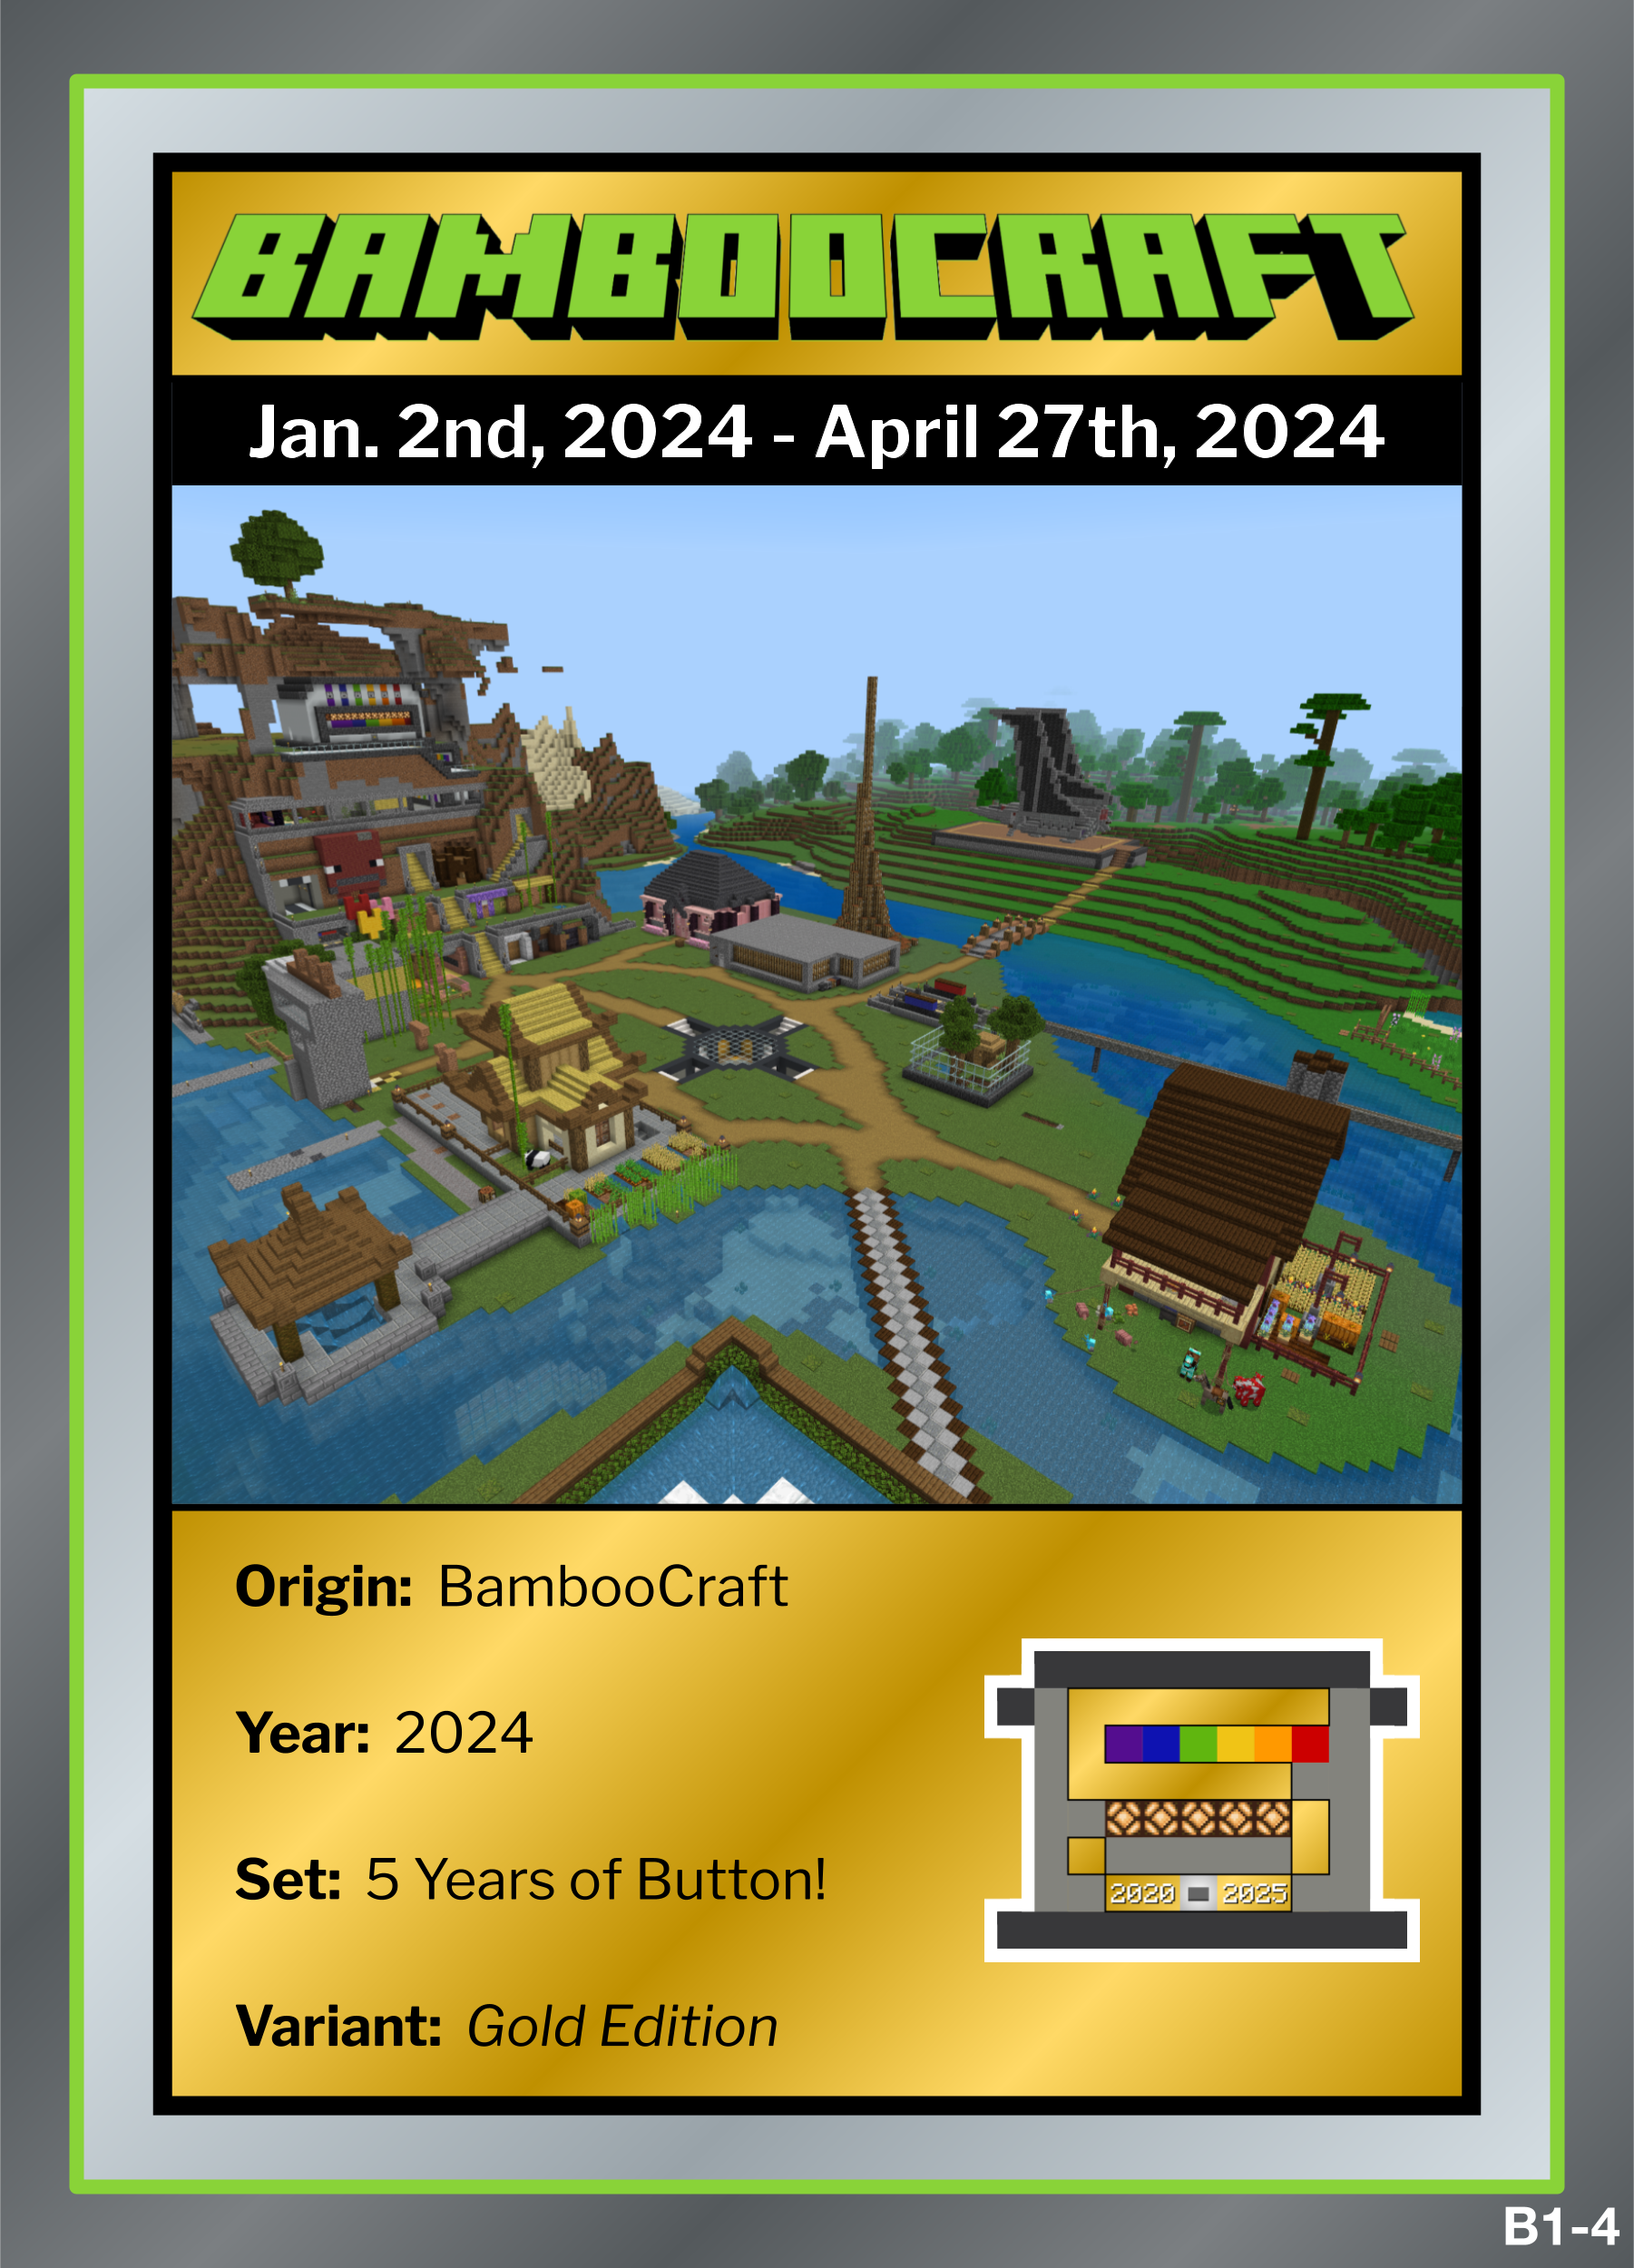 BAMBOOCRAFT
Jan. 2nd, 2024 - April 27th, 2024
Origin: BambooCraft
Year: 2024
Set: 5 Years of Button!
2020 2025
Variant: Gold Edition
B1-4